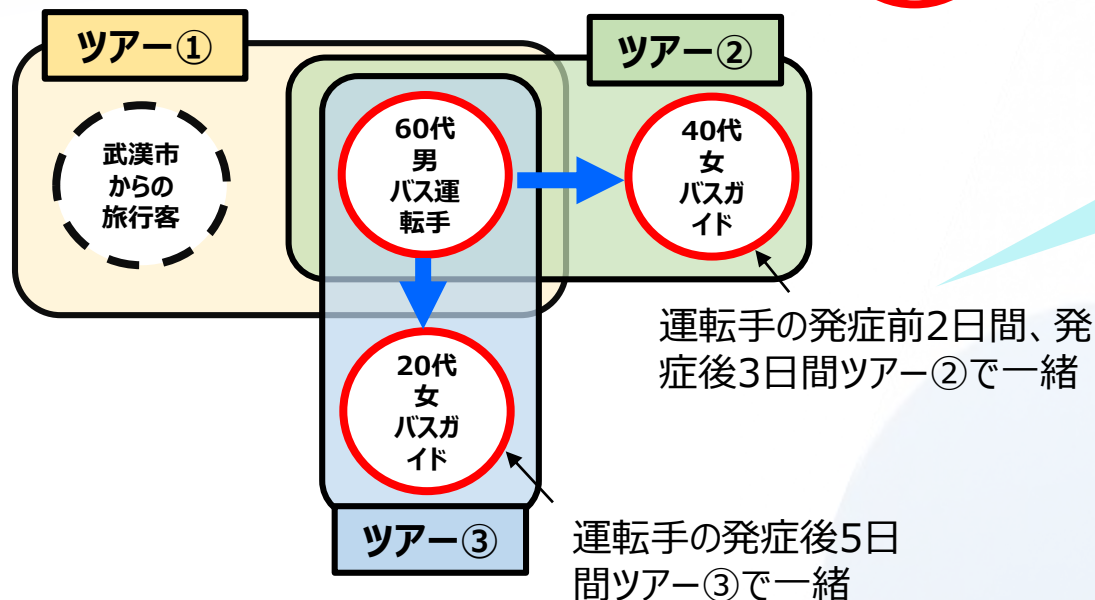 ツアー①
ツアー②
武漢市
からの
旅行客
60代
男
バス運
転手
40代
女
バスガ
イド
運転手の発症前2日間、発
症後3日間ツアー②で一緒
20代
女
バスガ
イド
ツアー③
運転手の発症後5日
間ツアー③で一緒